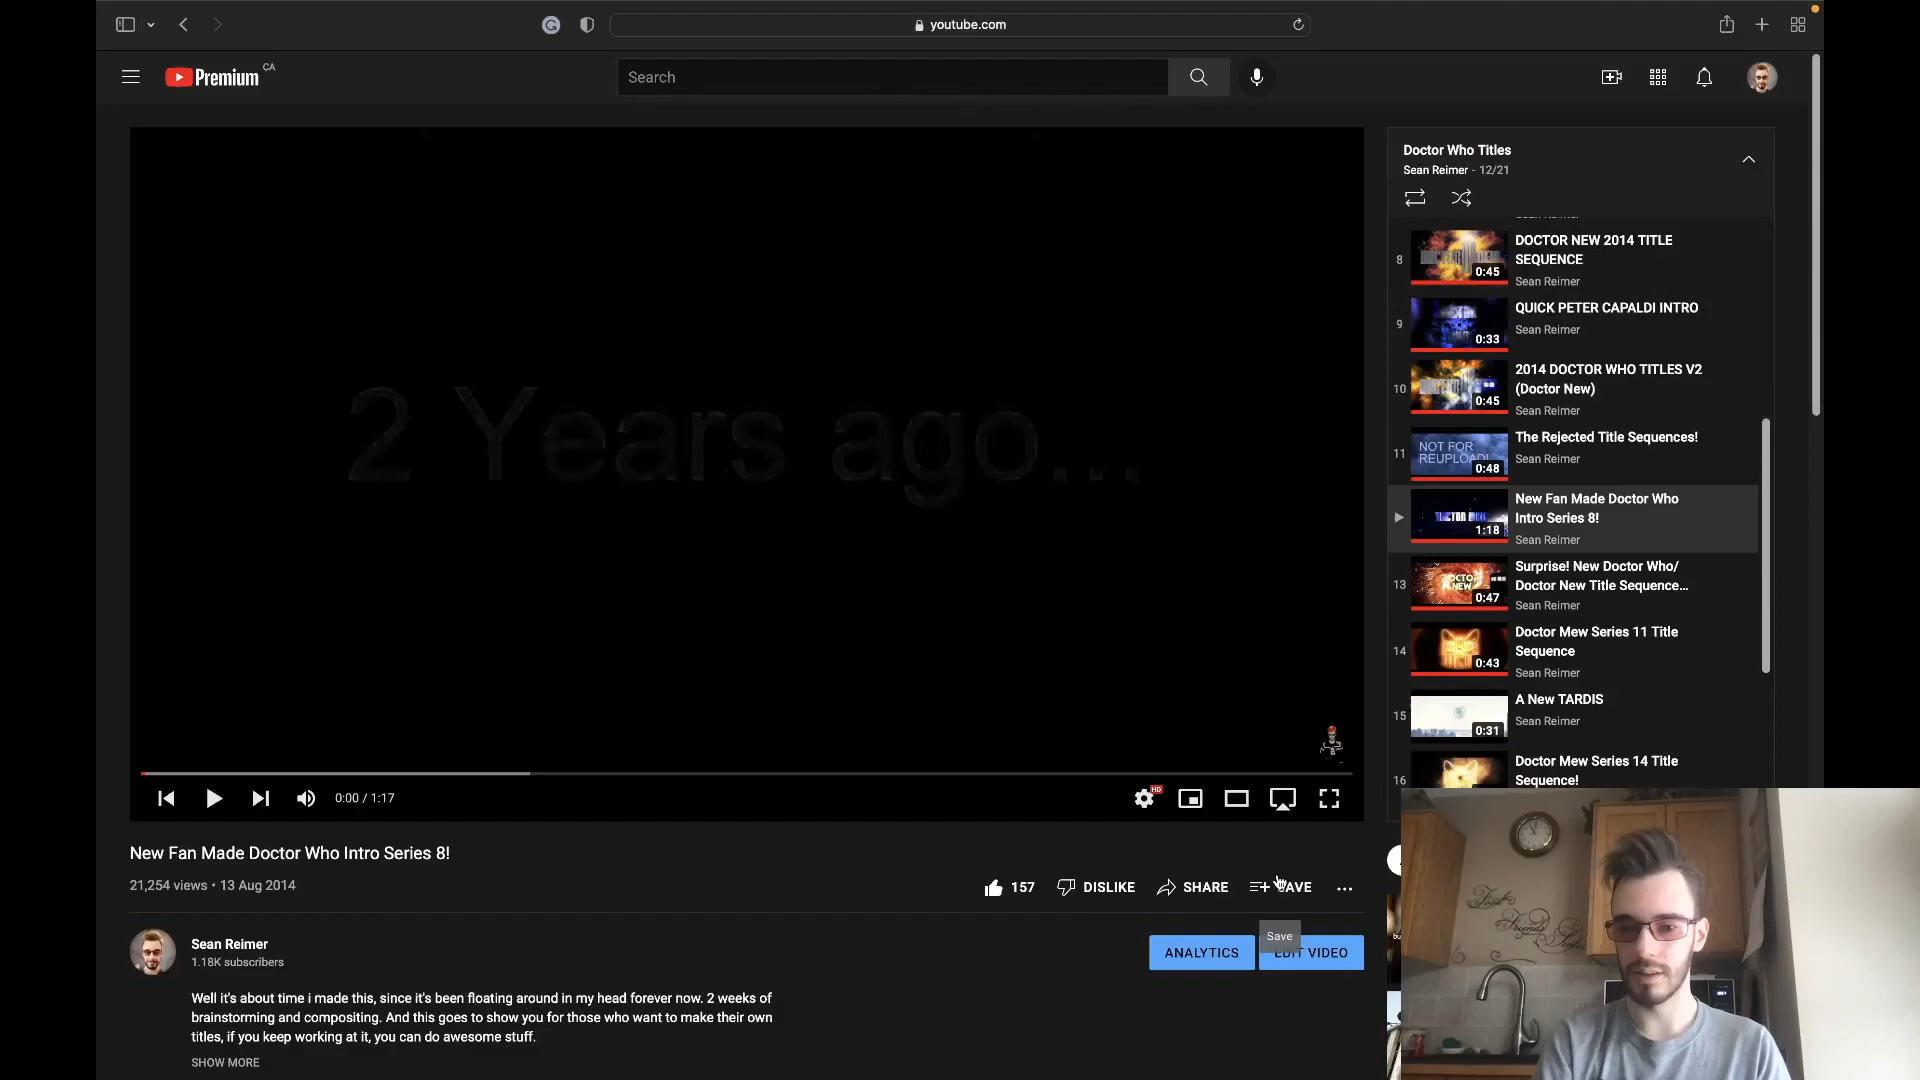 youtube.com
Premium CA
Search
2 Years ago...
0:00 / 1:17
HD
New Fan Made Doctor Who Intro Series 8!
21,254 views • 13 Aug 2014
157
DISLIKE
SHARE
SAVE
Save
Sean Reimer
1.18K subscribers
ANALYTICS
EDIT VIDEO
Well it's about time i made this, since it's been floating around in my head forever now. 2 weeks of
brainstorming and compositing. And this goes to show you for those who want to make their own
titles, if you keep working at it, you can do awesome stuff.
SHOW MORE
Doctor Who Titles
Sean Reimer - 12/21
8
0:45
DOCTOR NEW 2014 TITLE
SEQUENCE
Sean Reimer
9
0:33
QUICK PETER CAPALDI INTRO
Sean Reimer
10
0:45
2014 DOCTOR WHO TITLES V2
(Doctor New)
Sean Reimer
11
NOT FOR
REUPLOAD!
0:48
The Rejected Title Sequences!
Sean Reimer
DOCTOR WHO
1:18
New Fan Made Doctor Who
Intro Series 8!
Sean Reimer
13
DOCTOR
NEW
0:47
Surprise! New Doctor Who/
Doctor New Title Sequence...
Sean Reimer
14
0:43
Doctor Mew Series 11 Title
Sequence
Sean Reimer
15
0:31
A New TARDIS
Sean Reimer
16
Doctor Mew Series 14 Title
Sequence!
Food
Friends